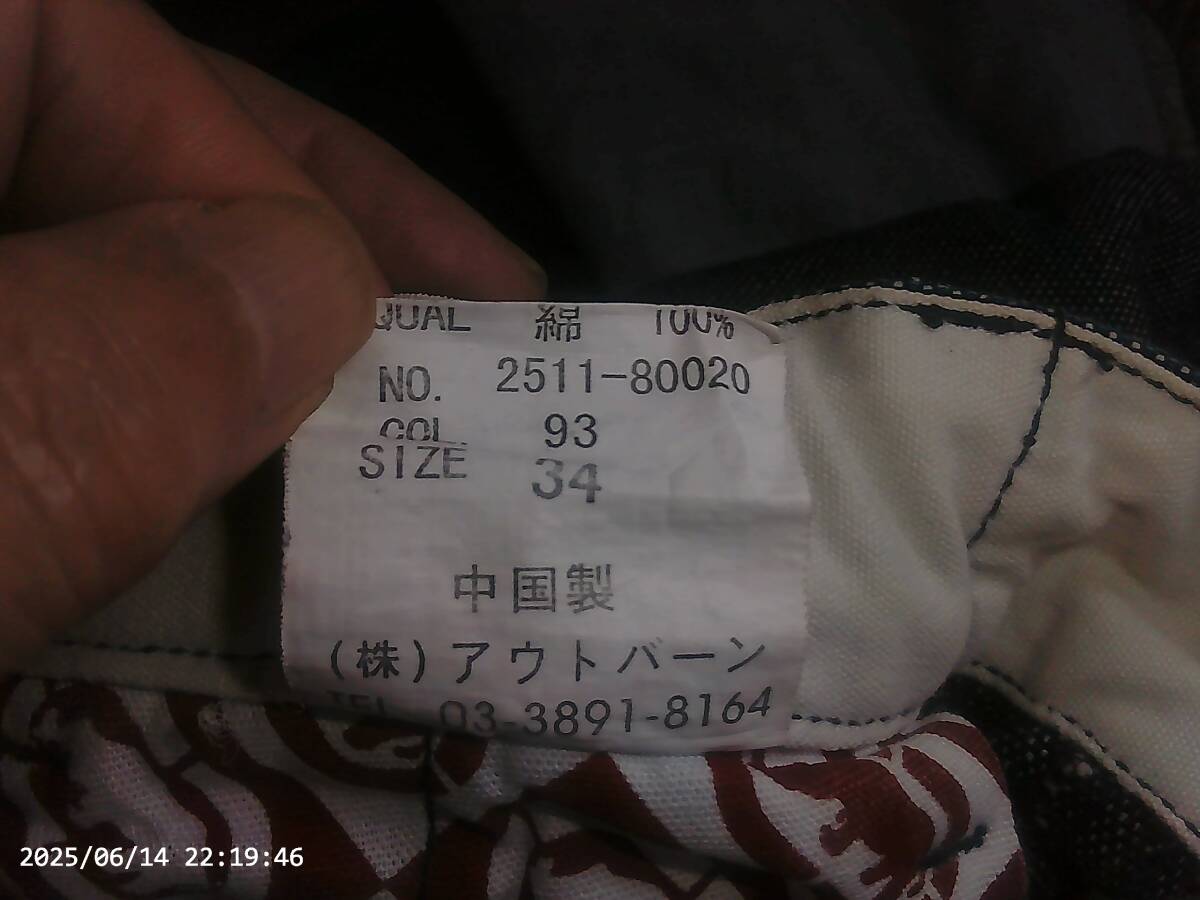 QUAL 綿 100%
NO. 2511-80020
COL. 93
SIZE 34
中国製
(株)アウトバーン
TEL 03-3891-8164
2025/06/14 22:19:46